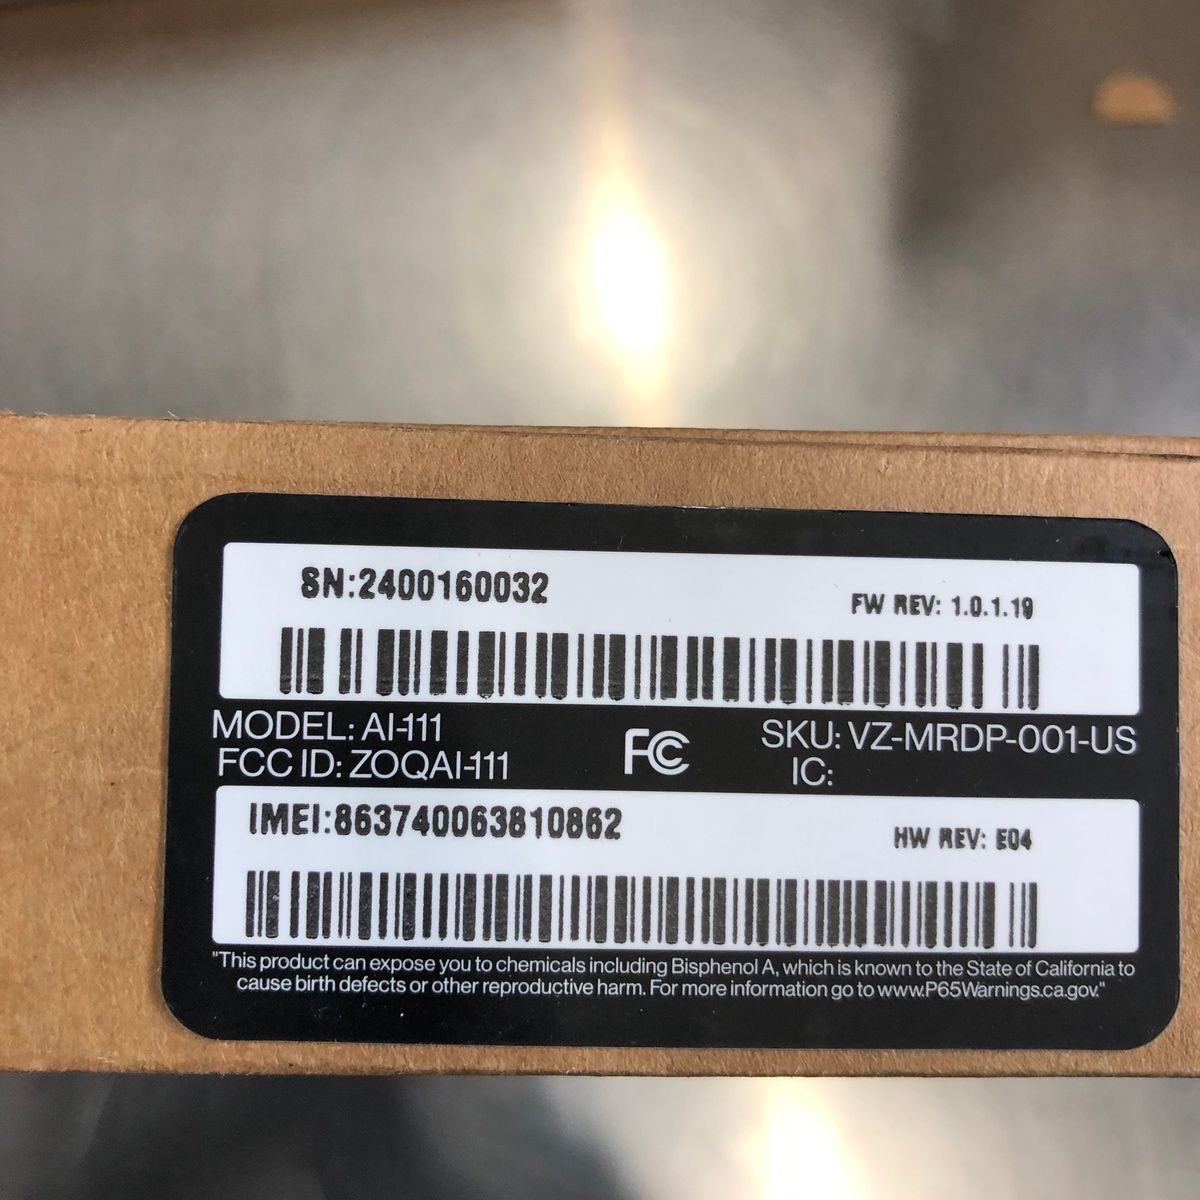 SN:2400160032
FW REV: 1.0.1.19
MODEL: AI-111
FCC ID: ZOQAI-111
FC
SKU: VZ-MRDP-001-US
IC:
IMEI:863740063810862
HW REV: E04
"This product can expose you to chemicals including Bisphenol A, which is known to the State of California to
cause birth defects or other reproductive harm. For more information go to www.P65Warnings.ca.gov."